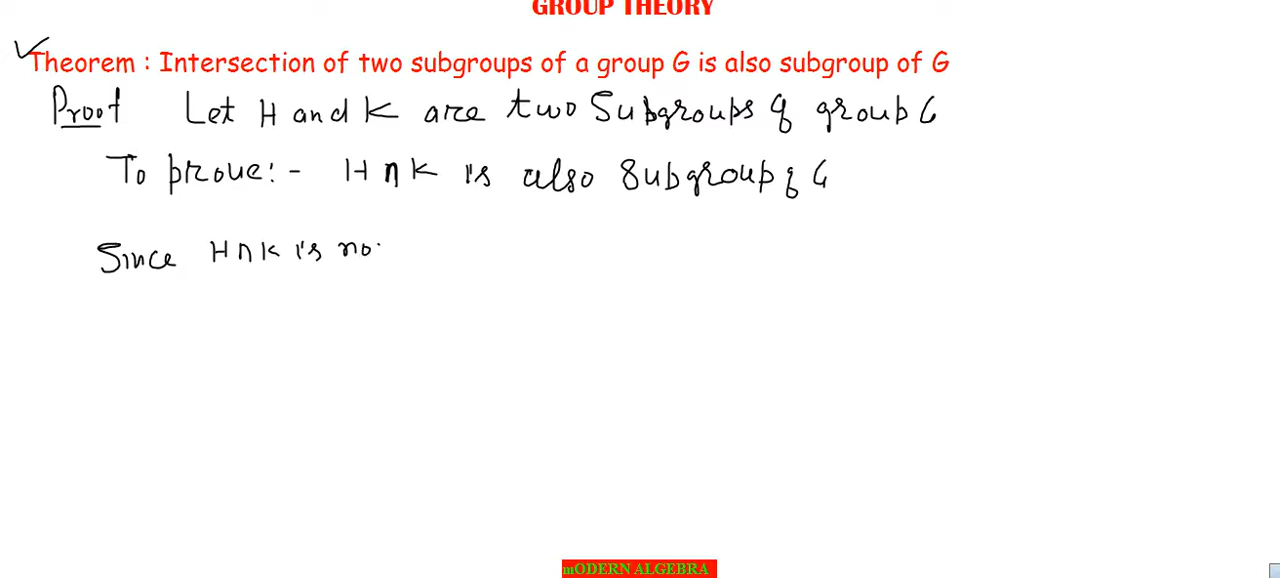 GROUP THEORY
Theorem : Intersection of two subgroups of a group G is also subgroup of G
Proof Let H and K are two Subgroups of group G
To prove:- H ∩ K is also Subgroup of G
Since H ∩ K is no
mODERN ALGEBRA